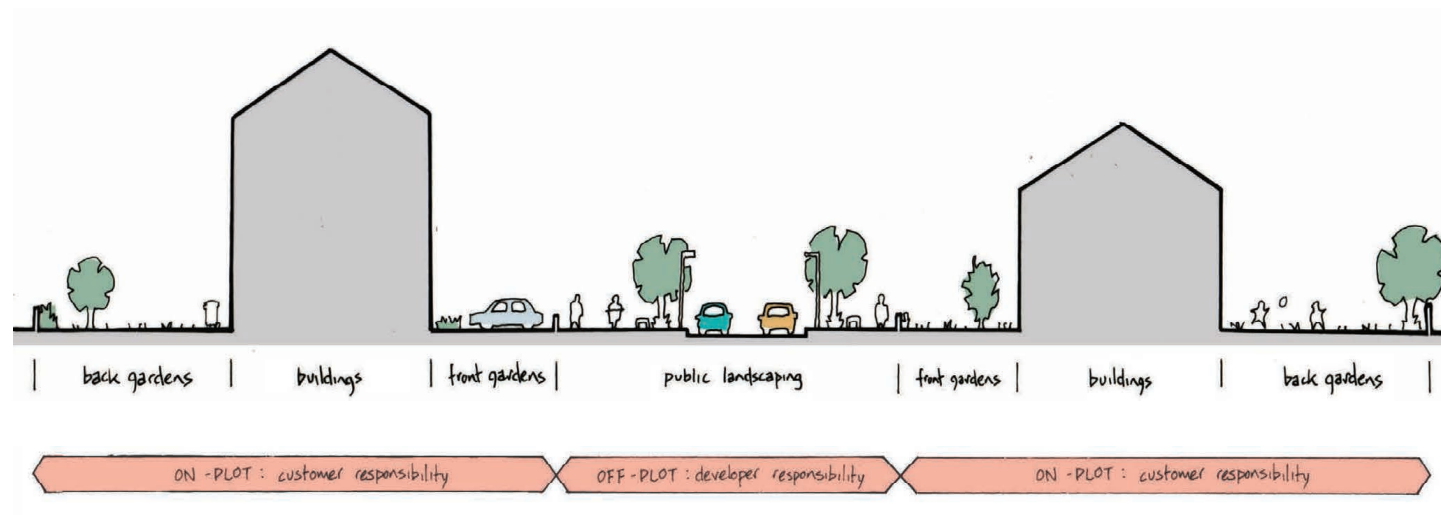 back gardens
buildings
front gardens
public landscaping
front gardens
buildings
back gardens
ON-PLOT: customer responsibility
OFF-PLOT: developer responsibility
ON-PLOT: customer responsibility